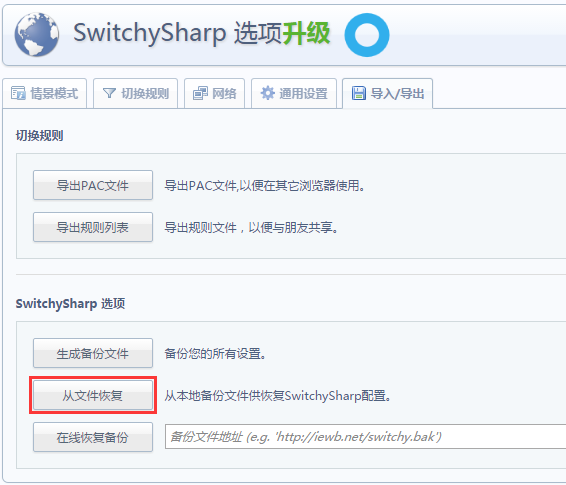 SwitchySharp 选项升级
情景模式 切换规则 网络 通用设置 导入/导出
切换规则
导出PAC文件 导出PAC文件,以便在其它浏览器使用。
导出规则列表 导出规则文件，以便与朋友共享。
SwitchySharp 选项
生成备份文件 备份您的所有设置。
从文件恢复 从本地备份文件供恢复SwitchySharp配置。
在线恢复备份 备份文件地址 (e.g. 'http://iewb.net/switchy.bak')